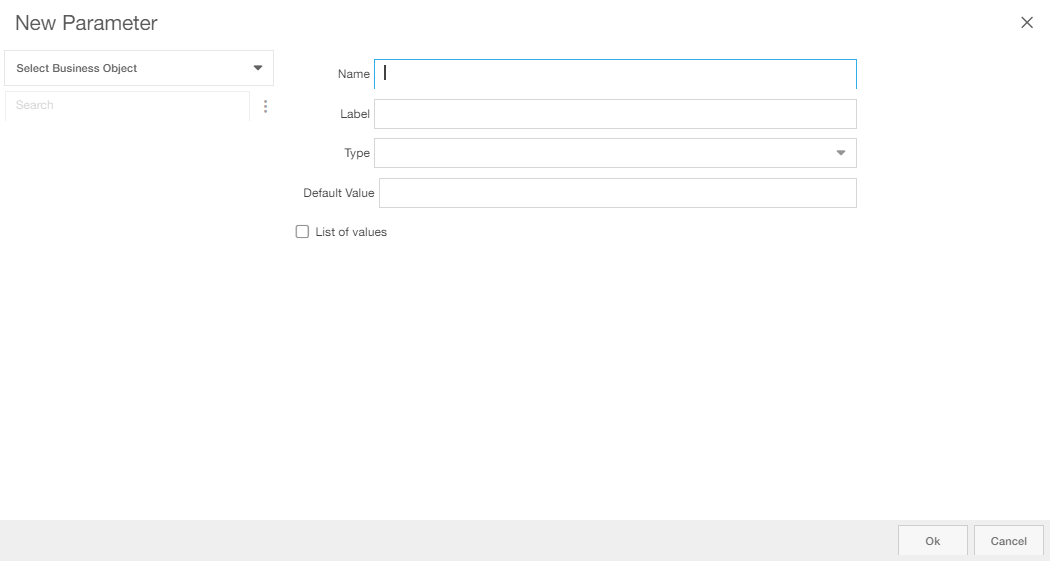 New Parameter
Select Business Object
Search
Name
Label
Type
Default Value
List of values
Ok
Cancel